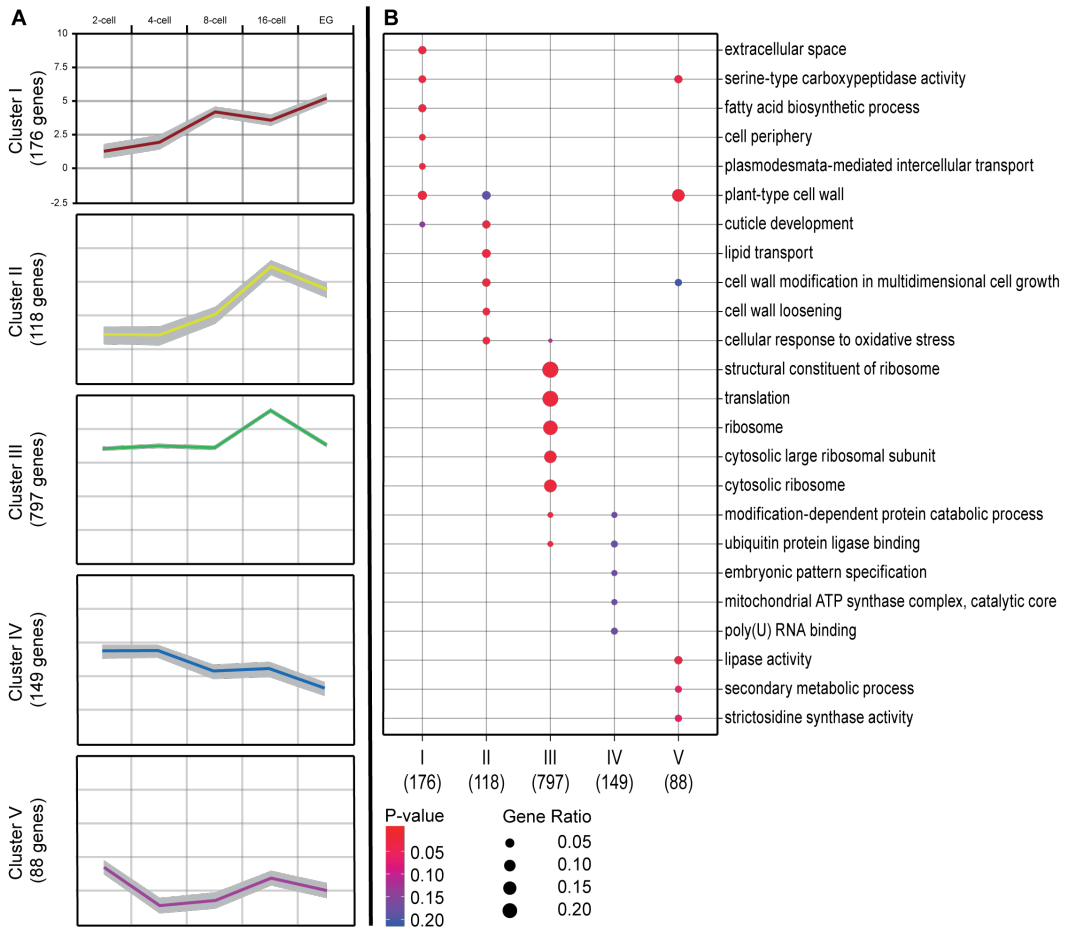 A
2-cell 4-cell 8-cell 16-cell EG
10
7.5
5
2.5
0
-2.5
Cluster I
(176 genes)
Cluster II
(118 genes)
Cluster III
(797 genes)
Cluster IV
(149 genes)
Cluster V
(88 genes)
B
extracellular space
serine-type carboxypeptidase activity
fatty acid biosynthetic process
cell periphery
plasmodesmata-mediated intercellular transport
plant-type cell wall
cuticle development
lipid transport
cell wall modification in multidimensional cell growth
cell wall loosening
cellular response to oxidative stress
structural constituent of ribosome
translation
ribosome
cytosolic large ribosomal subunit
cytosolic ribosome
modification-dependent protein catabolic process
ubiquitin protein ligase binding
embryonic pattern specification
mitochondrial ATP synthase complex, catalytic core
poly(U) RNA binding
lipase activity
secondary metabolic process
strictosidine synthase activity
I II III IV V
(176) (118) (797) (149) (88)
P-value
0.05
0.10
0.15
0.20
Gene Ratio
0.05
0.10
0.15
0.20